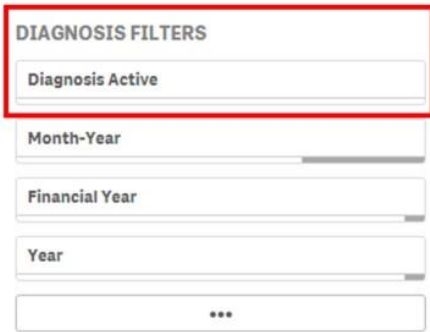 DIAGNOSIS FILTERS
Diagnosis Active
Month-Year
Financial Year
Year
•••